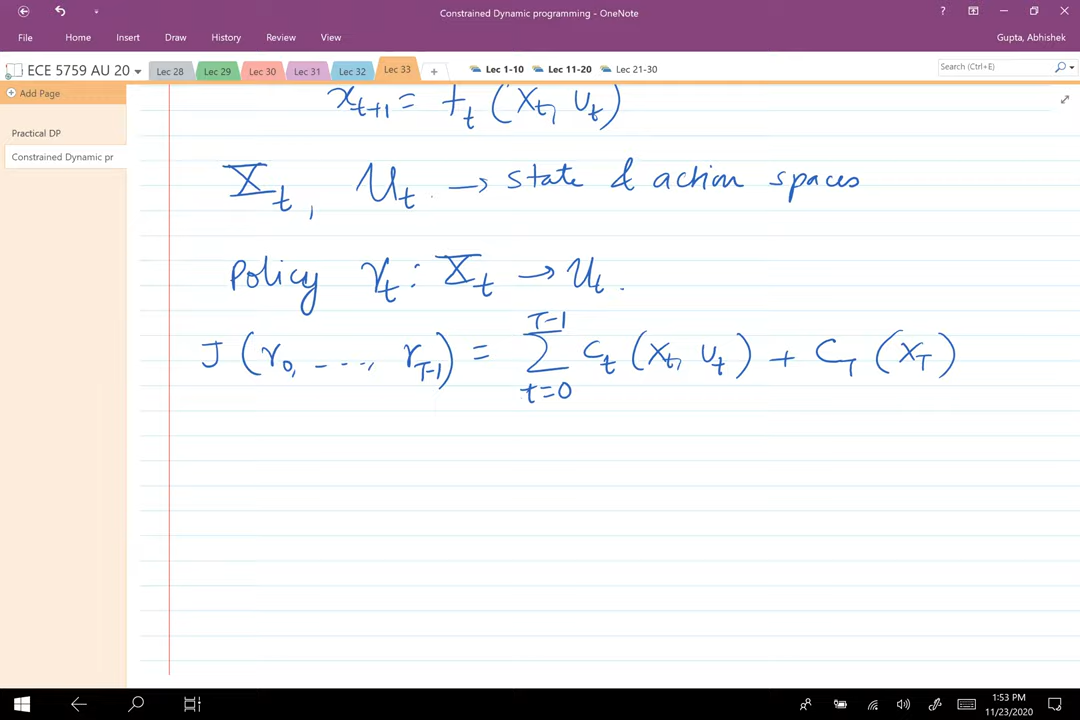 Constrained Dynamic programming - OneNote
?
File Home Insert Draw History Review View
Gupta, Abhishek
ECE 5759 AU 20 Lec 28 Lec 29 Lec 30 Lec 31 Lec 32 Lec 33 + Lec 1-10 Lec 11-20 Lec 21-30
Search (Ctrl+E)
Add Page
Practical DP
Constrained Dynamic pr
x_{t+1} = f_t (x_t, u_t)
X_t, U_t → state & action spaces
Policy γ_t : X_t → U_t.
J (γ_0, ----, γ_{T-1}) = ∑_{t=0}^{T-1} c_t (x_t, u_t) + c_T (x_T)
1:53 PM
11/23/2020